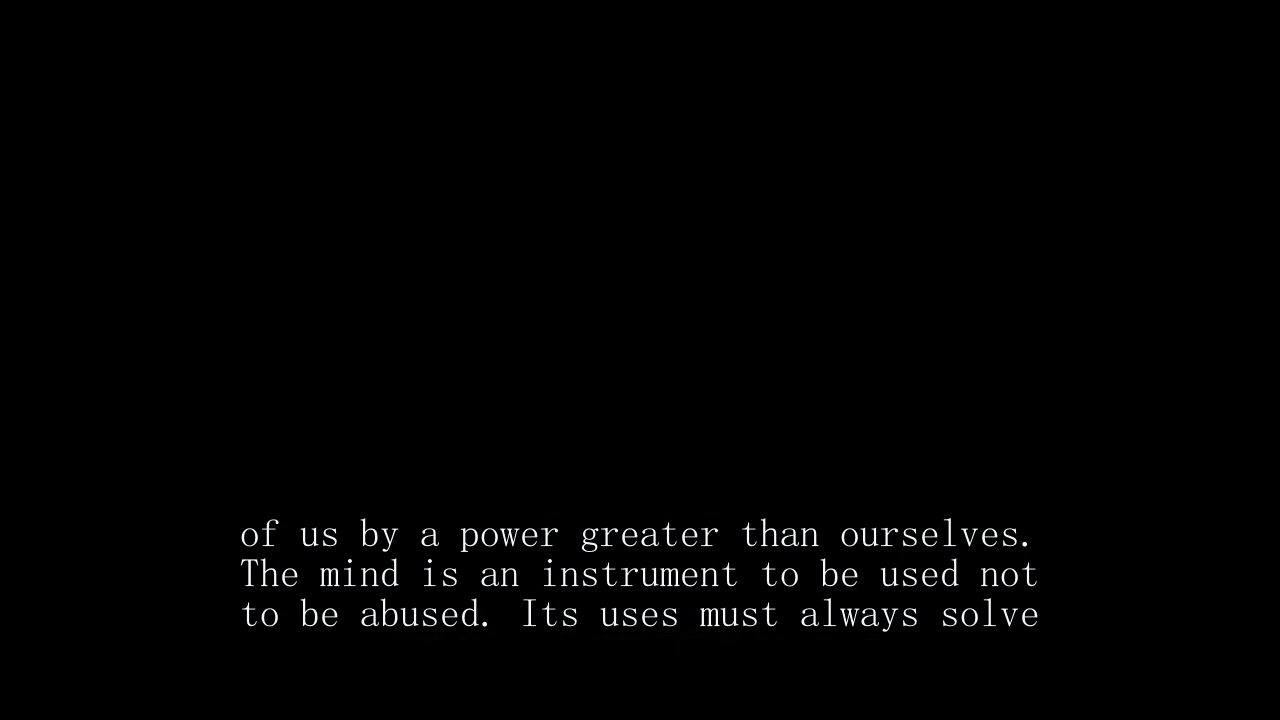 of us by a power greater than ourselves.
The mind is an instrument to be used not
to be abused. Its uses must always solve